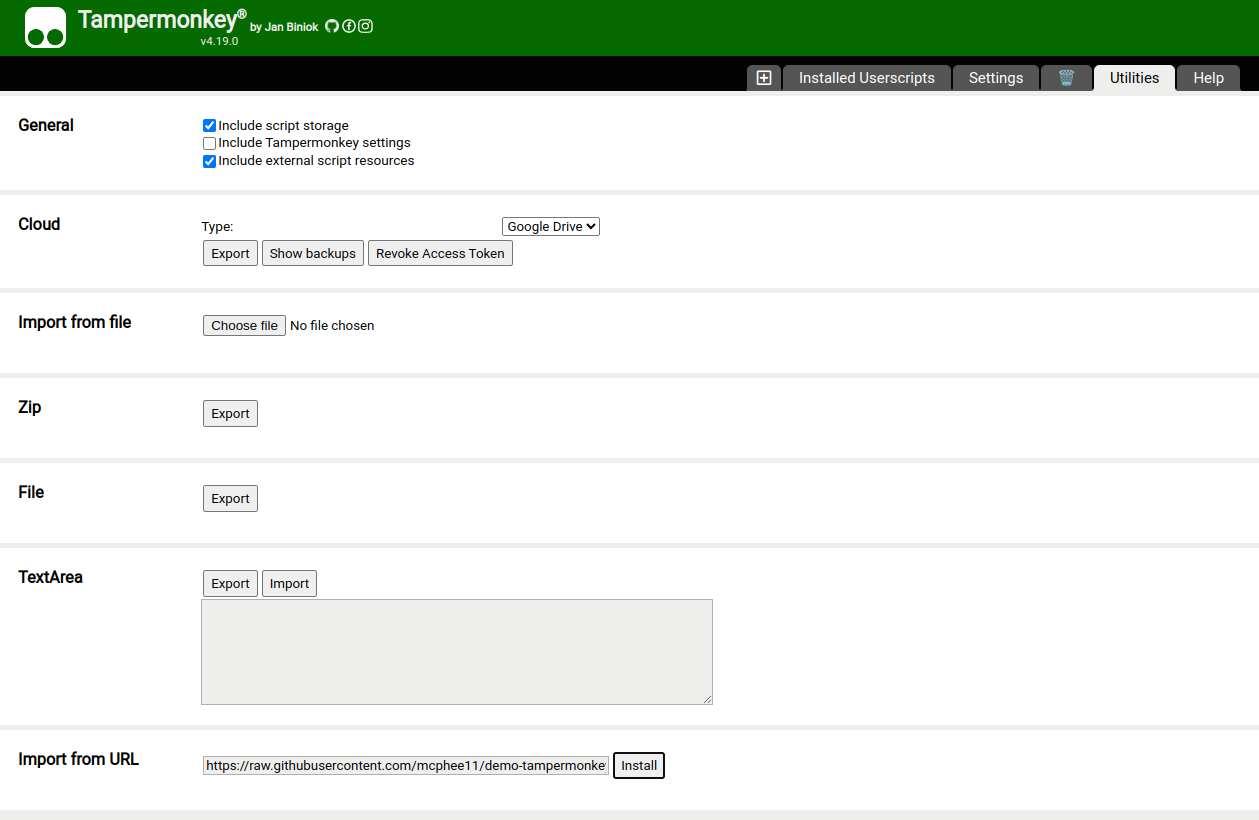 Tampermonkey® by Jan Biniok
v4.19.0
Installed Userscripts Settings Utilities Help
General
Include script storage
Include Tampermonkey settings
Include external script resources
Cloud
Type: Google Drive
Export Show backups Revoke Access Token
Import from file
Choose file No file chosen
Zip
Export
File
Export
TextArea
Export Import
Import from URL
https://raw.githubusercontent.com/mcphee11/demo-tampermonke Install